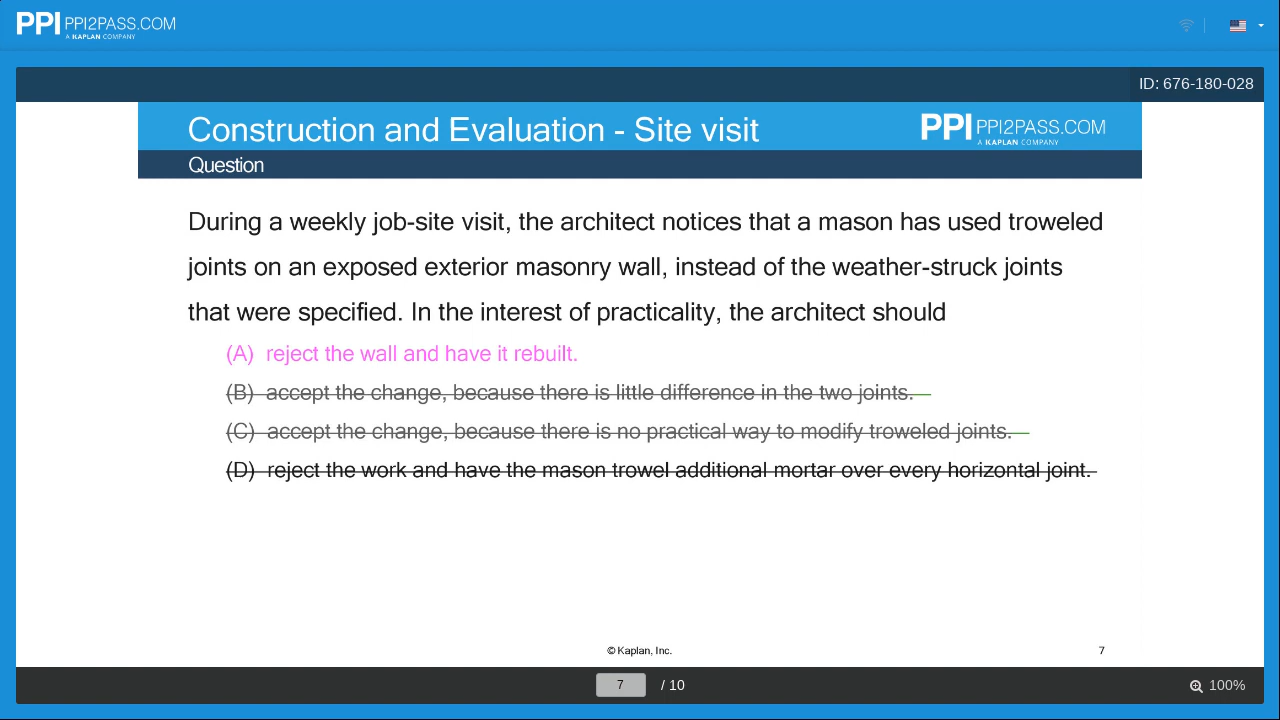 PPI PPI2PASS.COM
A KAPLAN COMPANY
ID: 676-180-028
Construction and Evaluation - Site visit
PPI PPI2PASS.COM
A KAPLAN COMPANY
Question
During a weekly job-site visit, the architect notices that a mason has used troweled
joints on an exposed exterior masonry wall, instead of the weather-struck joints
that were specified. In the interest of practicality, the architect should
(A) reject the wall and have it rebuilt.
(B) accept the change, because there is little difference in the two joints.
(C) accept the change, because there is no practical way to modify troweled joints.
(D) reject the work and have the mason trowel additional mortar over every horizontal joint.
© Kaplan, Inc.
7
7 / 10
100%